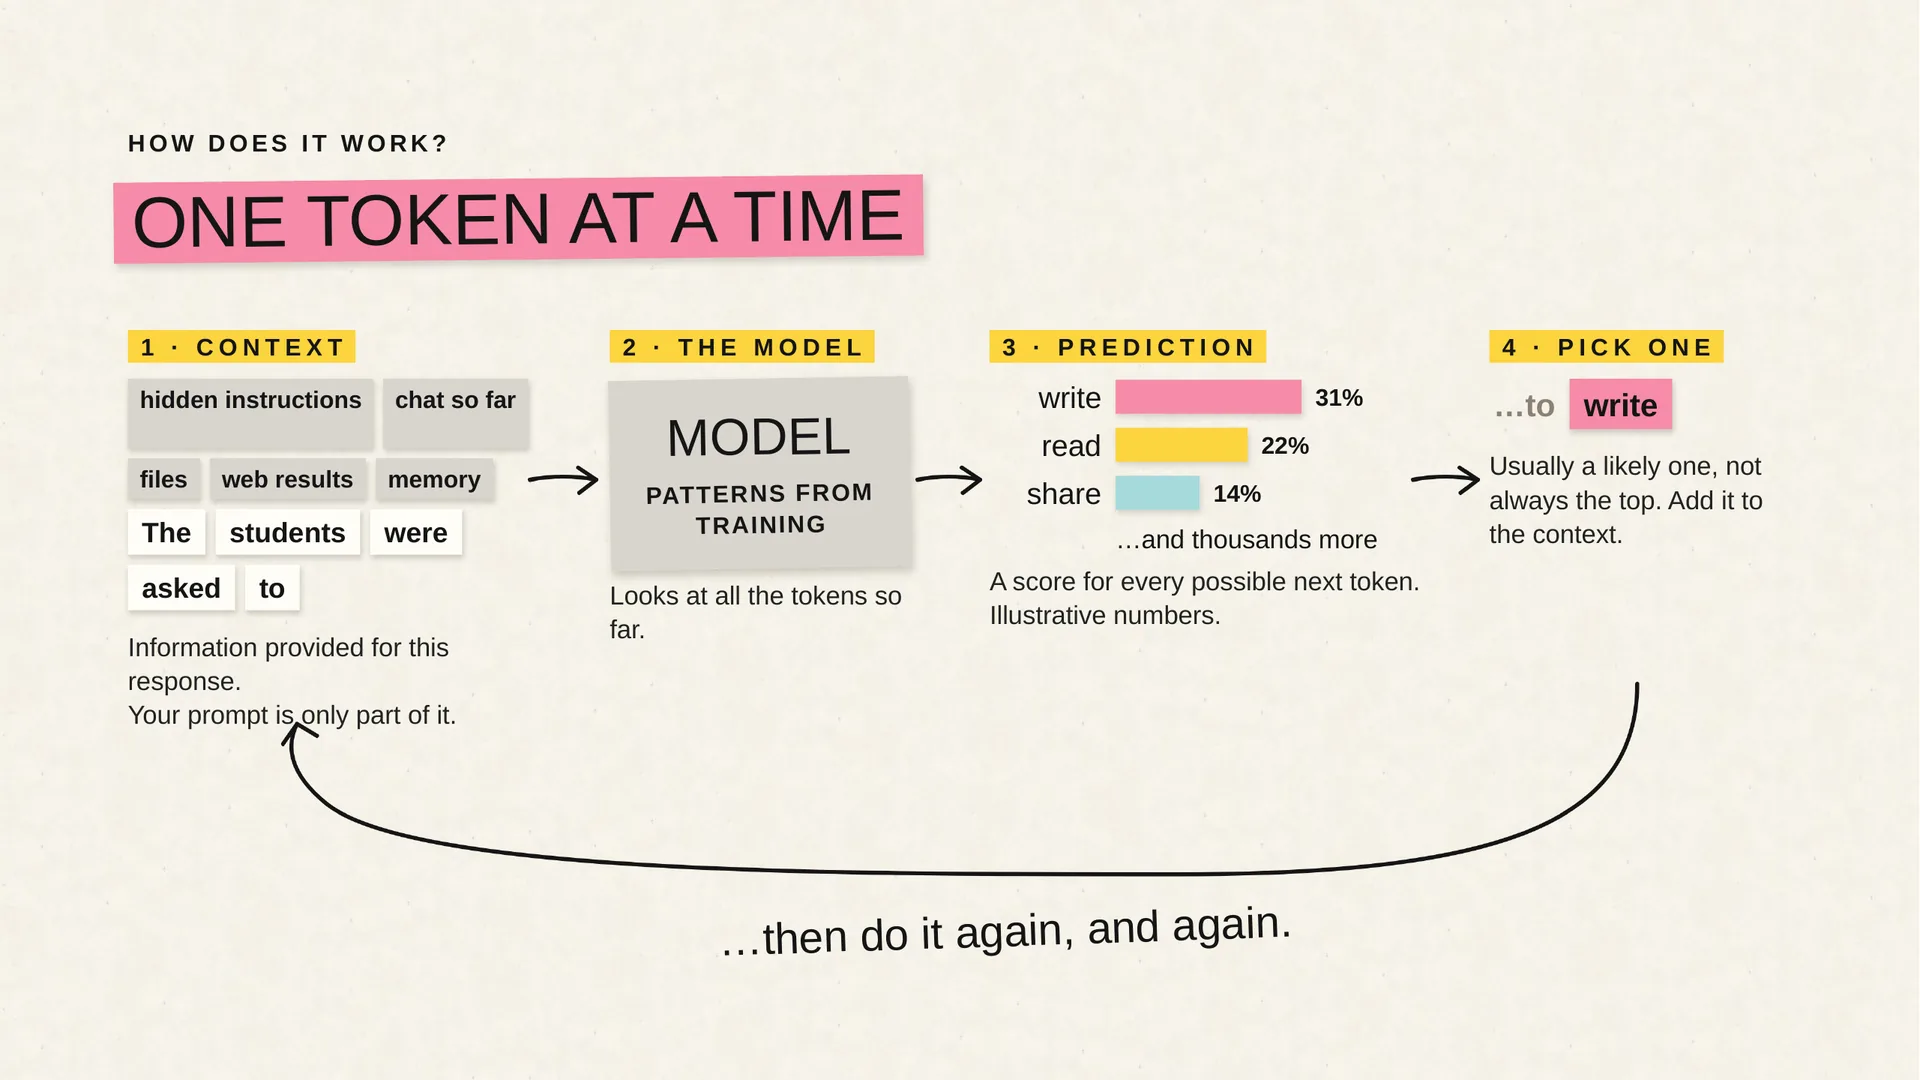 HOW DOES IT WORK?
ONE TOKEN AT A TIME
1 · CONTEXT
hidden instructions
chat so far
files
web results
memory
The students were
asked to
Information provided for this
response.
Your prompt is only part of it.
2 · THE MODEL
MODEL
PATTERNS FROM
TRAINING
Looks at all the tokens so
far.
3 · PREDICTION
write 31%
read 22%
share 14%
…and thousands more
A score for every possible next token.
Illustrative numbers.
4 · PICK ONE
…to write
Usually a likely one, not
always the top. Add it to
the context.
…then do it again, and again.